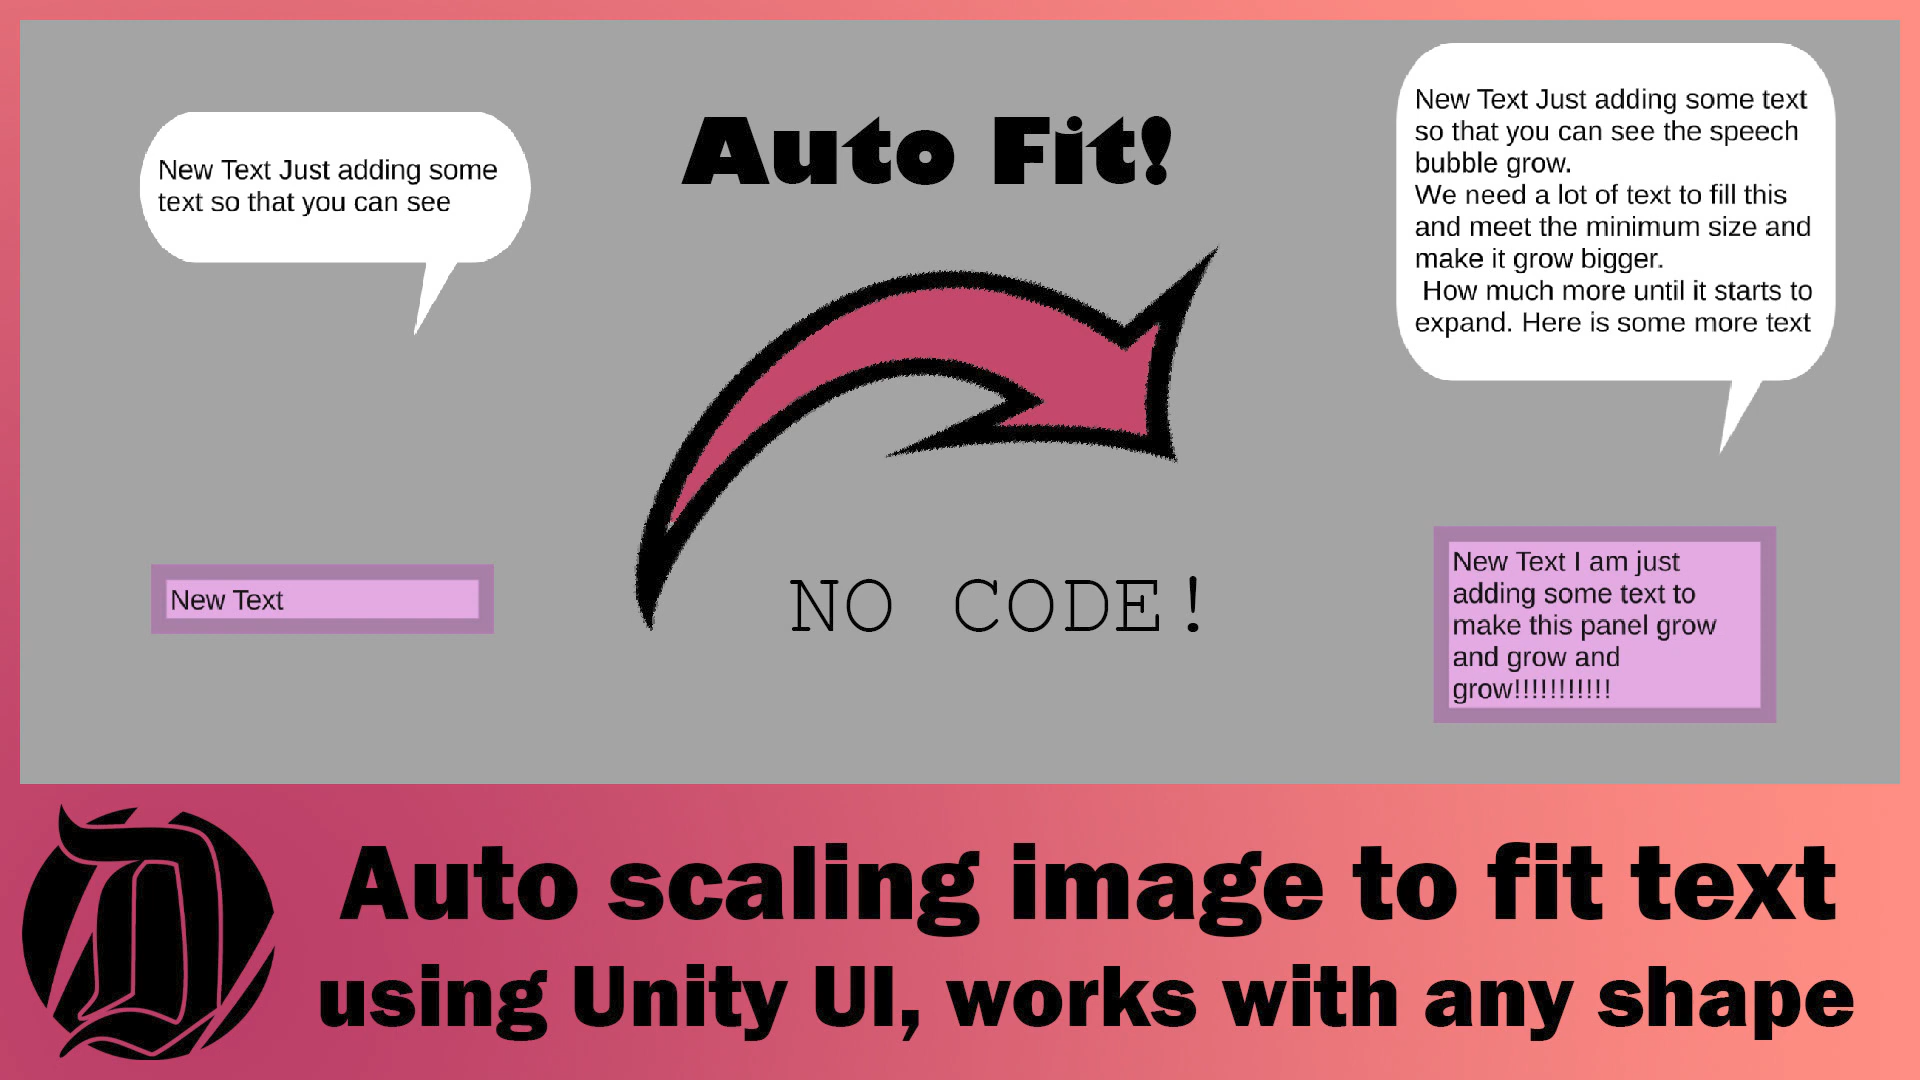 New Text Just adding some
text so that you can see
Auto Fit!
New Text Just adding some text
so that you can see the speech
bubble grow.
We need a lot of text to fill this
and meet the minimum size and
make it grow bigger.
How much more until it starts to
expand. Here is some more text
New Text
NO CODE!
New Text I am just
adding some text to
make this panel grow
and grow and
grow!!!!!!!!!!!
D
Auto scaling image to fit text
using Unity UI, works with any shape